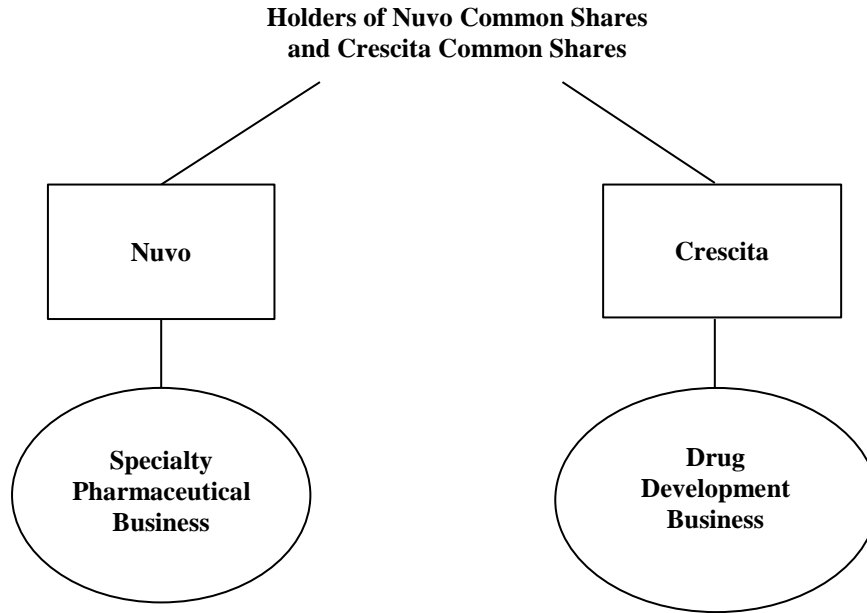 Holders of Nuvo Common Shares
and Crescita Common Shares
Nuvo
Crescita
Specialty
Pharmaceutical
Business
Drug
Development
Business